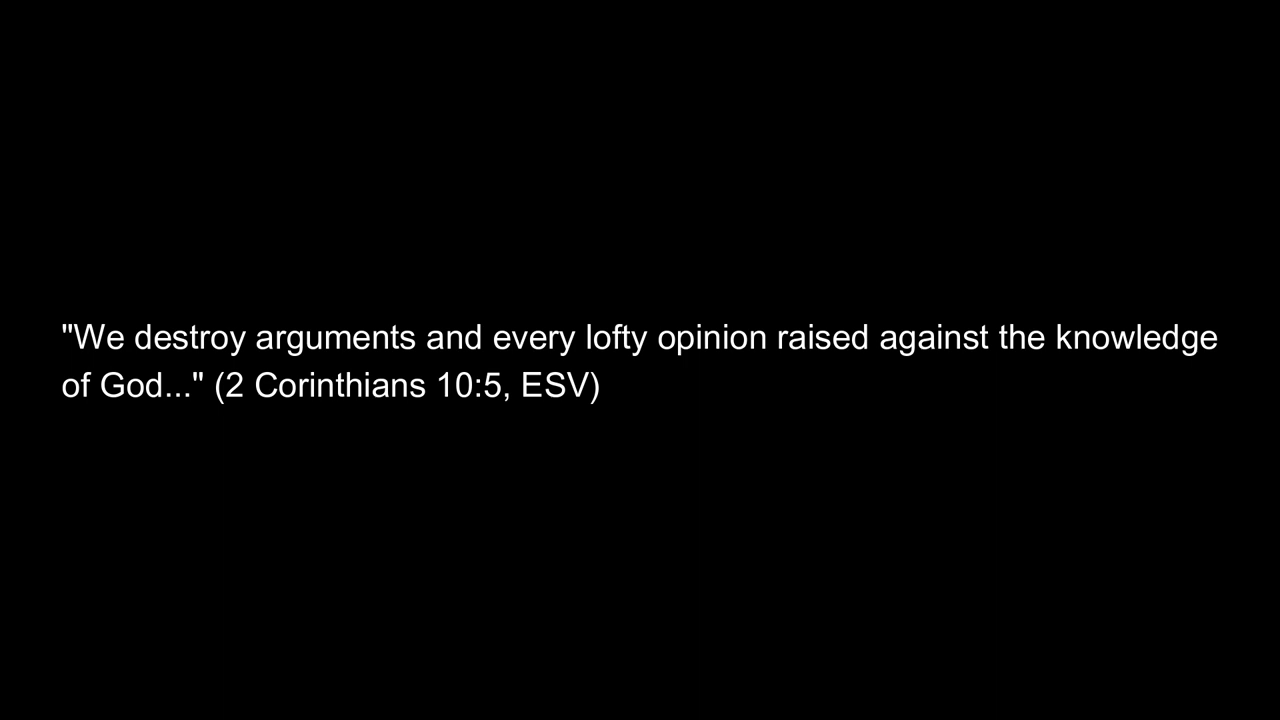 "We destroy arguments and every lofty opinion raised against the knowledge
of God..." (2 Corinthians 10:5, ESV)